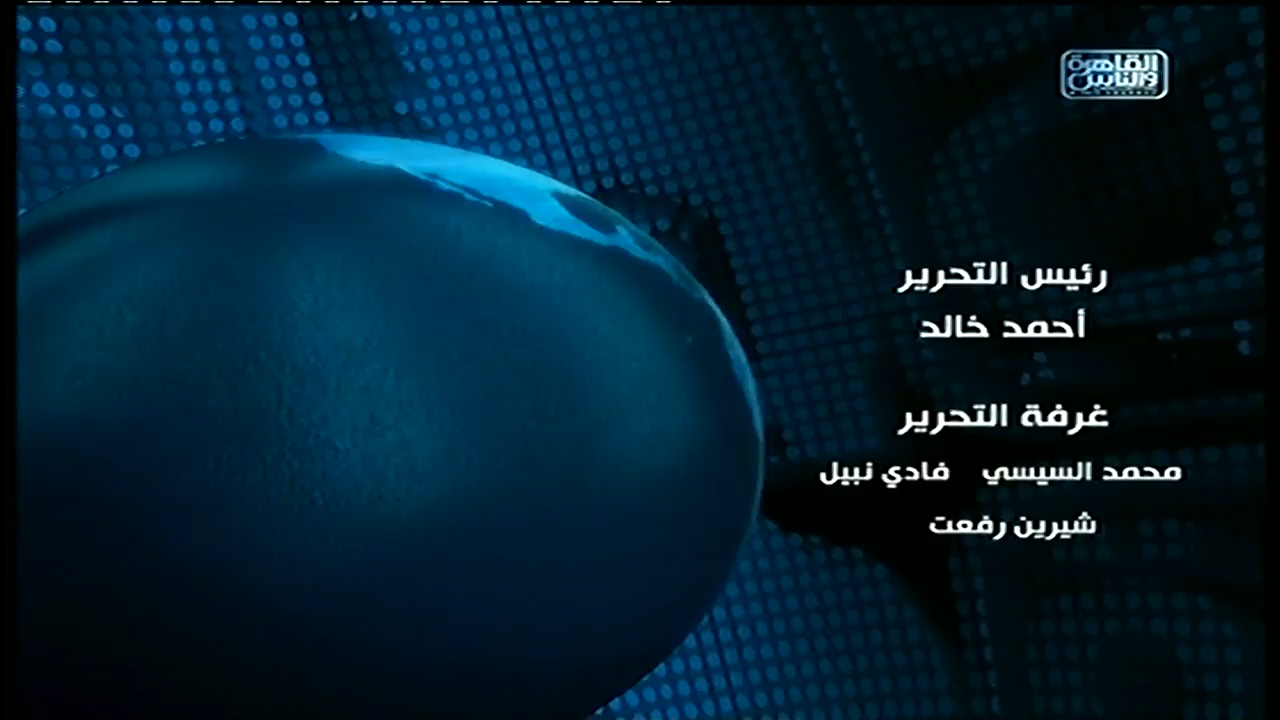 القاهرة
والناس
رئيس التحرير
أحمد خالد
غرفة التحرير
محمد السيسي   فادي نبيل
شيرين رفعت